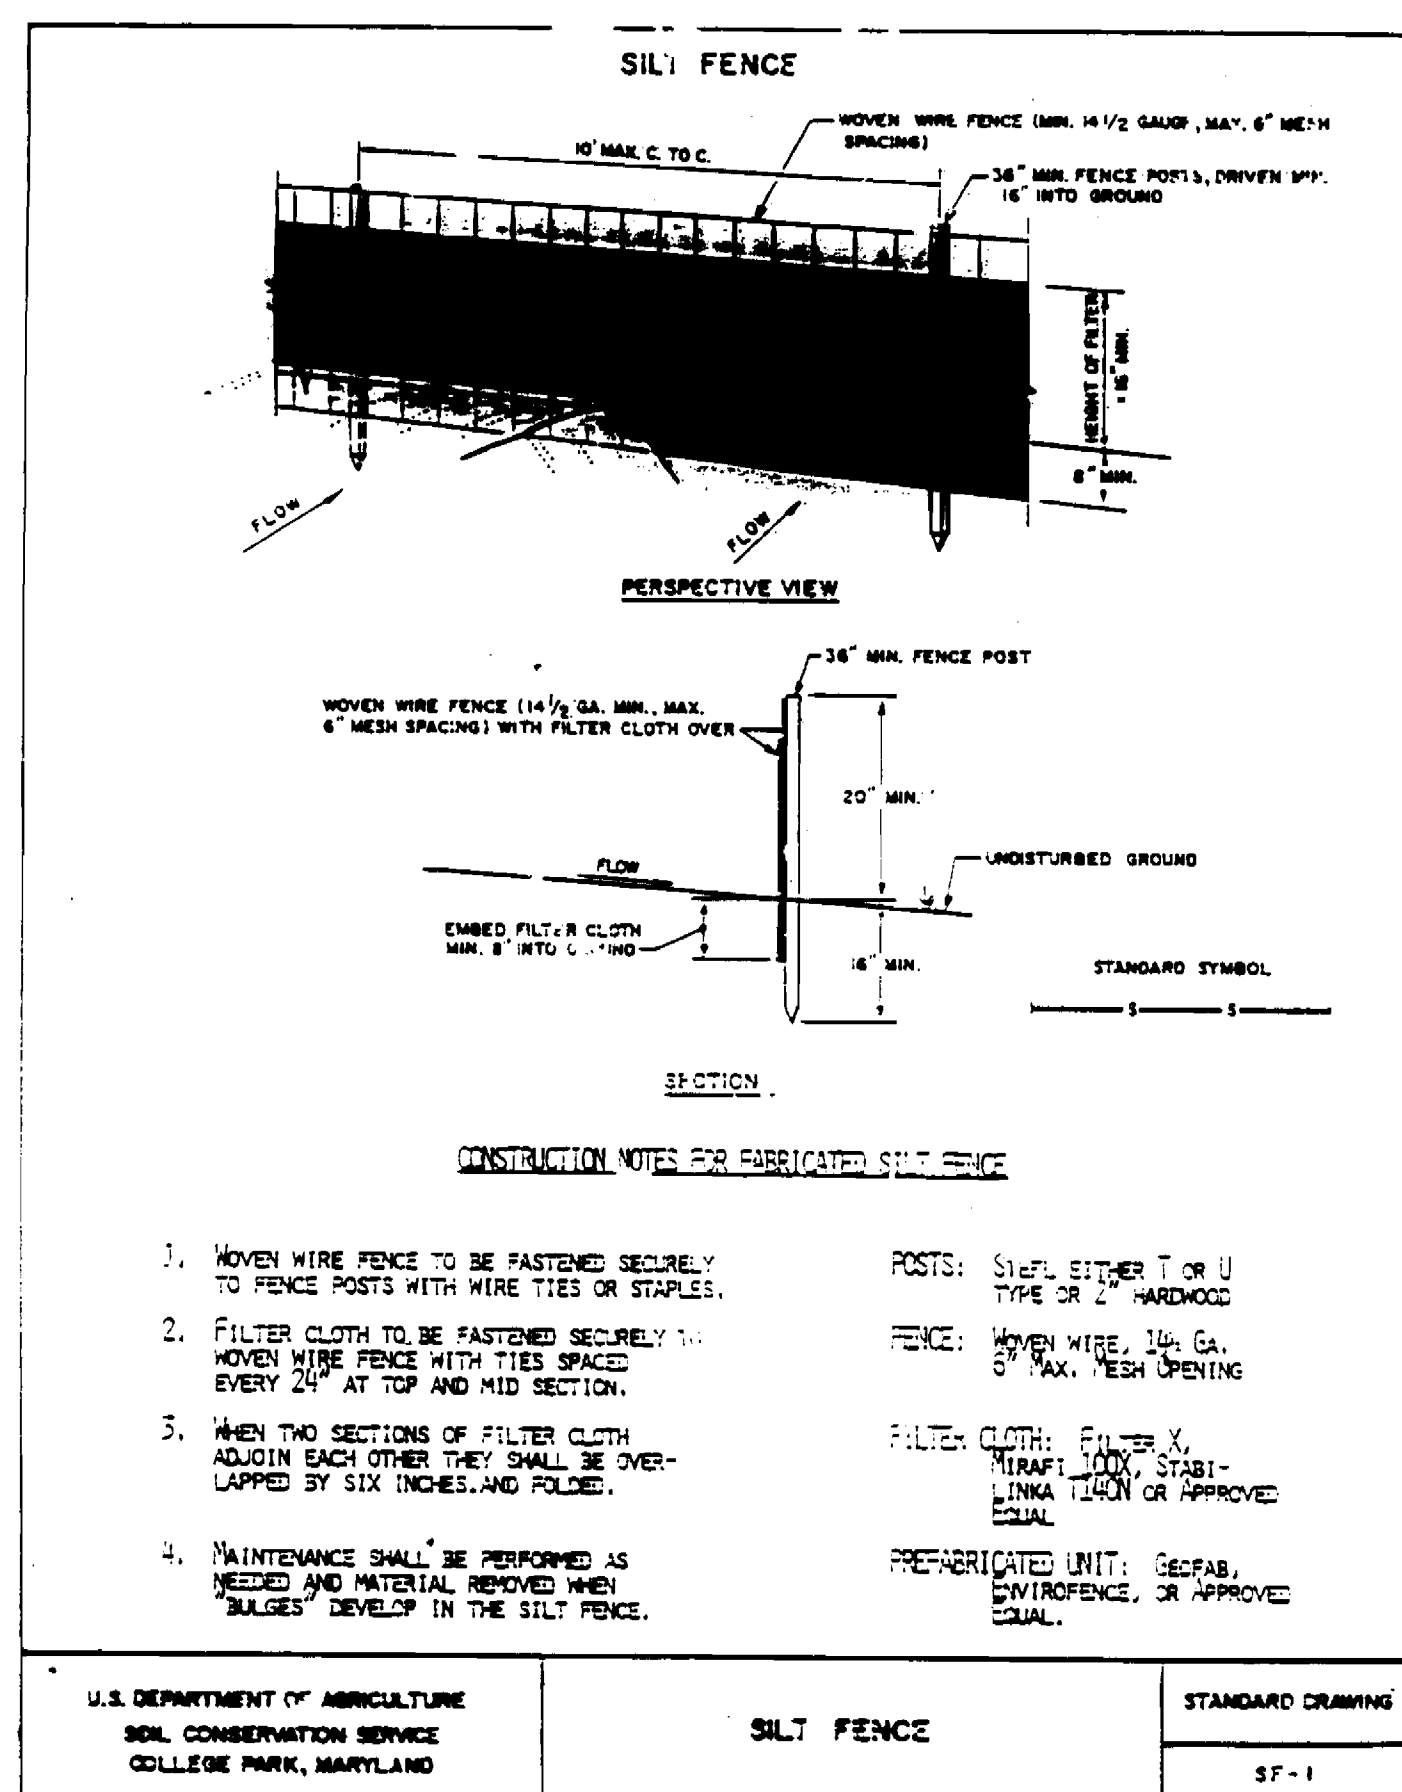 SILT FENCE
WOVEN WIRE FENCE (MIN. 14 1/2 GAUGE, MAX. 6" MESH
SPACING)
10' MAX. C. TO C.
36" MIN. FENCE POSTS, DRIVEN MIN.
16" INTO GROUND
HEIGHT OF FILTER
16" MIN.
8" MIN.
FLOW
FLOW
PERSPECTIVE VIEW
36" MIN. FENCE POST
WOVEN WIRE FENCE (14 1/2 GA. MIN., MAX.
6" MESH SPACING) WITH FILTER CLOTH OVER
20" MIN.
FLOW
UNDISTURBED GROUND
EMBED FILTER CLOTH
MIN. 8" INTO GROUND
16" MIN.
STANDARD SYMBOL
S S
SECTION
CONSTRUCTION NOTES FOR FABRICATED SILT FENCE
1. WOVEN WIRE FENCE TO BE FASTENED SECURELY
TO FENCE POSTS WITH WIRE TIES OR STAPLES.
2. FILTER CLOTH TO BE FASTENED SECURELY TO
WOVEN WIRE FENCE WITH TIES SPACED
EVERY 24" AT TOP AND MID SECTION.
3. WHEN TWO SECTIONS OF FILTER CLOTH
ADJOIN EACH OTHER THEY SHALL BE OVER-
LAPPED BY SIX INCHES.AND FOLDED.
4. MAINTENANCE SHALL BE PERFORMED AS
NEEDED AND MATERIAL REMOVED WHEN
"BULGES" DEVELOP IN THE SILT FENCE.
POSTS: STEEL EITHER T OR U
TYPE OR 2" HARDWOOD
FENCE: WOVEN WIRE, 14½ GA.
6" MAX. MESH OPENING
FILTER CLOTH: FILTER X,
MIRAFI 100X, STABI-
LINKA T140N OR APPROVED
EQUAL
PREFABRICATED UNIT: GEOFAB,
ENVIROFENCE, OR APPROVED
EQUAL.
U.S. DEPARTMENT OF AGRICULTURE
SOIL CONSERVATION SERVICE
COLLEGE PARK, MARYLAND
SILT FENCE
STANDARD DRAWING
SF-1